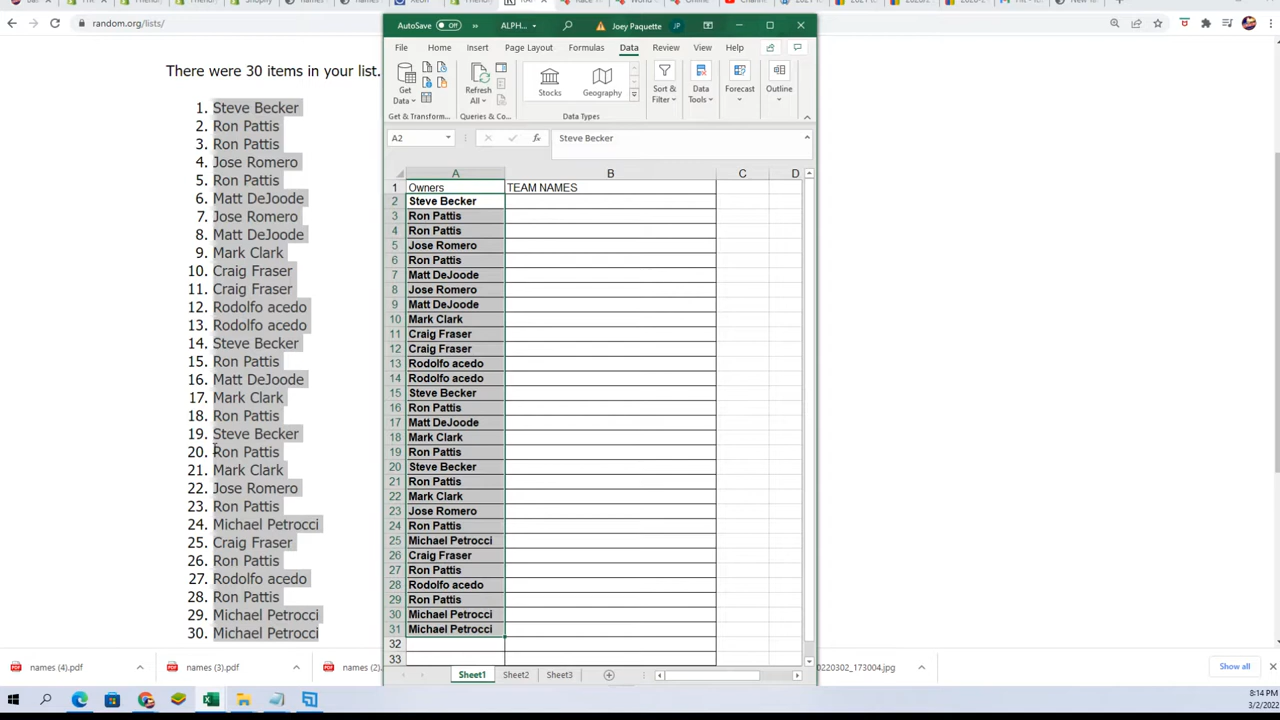 Shopify
names
random.org/lists/
There were 30 items in your list.
1. Steve Becker
2. Ron Pattis
3. Ron Pattis
4. Jose Romero
5. Ron Pattis
6. Matt DeJoode
7. Jose Romero
8. Matt DeJoode
9. Mark Clark
10. Craig Fraser
11. Craig Fraser
12. Rodolfo acedo
13. Rodolfo acedo
14. Steve Becker
15. Ron Pattis
16. Matt DeJoode
17. Mark Clark
18. Ron Pattis
19. Steve Becker
20. Ron Pattis
21. Mark Clark
22. Jose Romero
23. Ron Pattis
24. Michael Petrocci
25. Craig Fraser
26. Ron Pattis
27. Rodolfo acedo
28. Ron Pattis
29. Michael Petrocci
30. Michael Petrocci
AutoSave Off » ALPH... Joey Paquette JP
File Home Insert Page Layout Formulas Data Review View Help
Get Data Refresh All Stocks Geography Sort & Filter Data Tools Forecast Outline
Get & Transform... Queries & Co... Data Types
A2 fx Steve Becker
A B C D
1 Owners TEAM NAMES
2 Steve Becker
3 Ron Pattis
4 Ron Pattis
5 Jose Romero
6 Ron Pattis
7 Matt DeJoode
8 Jose Romero
9 Matt DeJoode
10 Mark Clark
11 Craig Fraser
12 Craig Fraser
13 Rodolfo acedo
14 Rodolfo acedo
15 Steve Becker
16 Ron Pattis
17 Matt DeJoode
18 Mark Clark
19 Ron Pattis
20 Steve Becker
21 Ron Pattis
22 Mark Clark
23 Jose Romero
24 Ron Pattis
25 Michael Petrocci
26 Craig Fraser
27 Ron Pattis
28 Rodolfo acedo
29 Ron Pattis
30 Michael Petrocci
31 Michael Petrocci
32
33
Sheet1 Sheet2 Sheet3
names (4).pdf names (3).pdf names (2). 20220302_173004.jpg Show all
8:14 PM
3/2/2022